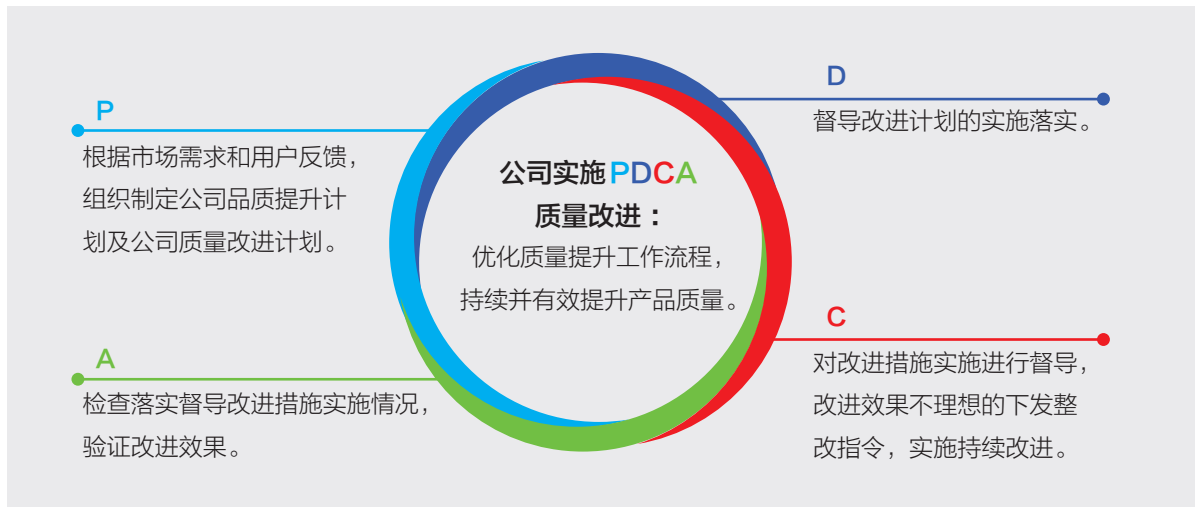 P
根据市场需求和用户反馈，
组织制定公司品质提升计
划及公司质量改进计划。
D
督导改进计划的实施落实。
公司实施PDCA
质量改进：
优化质量提升工作流程，
持续并有效提升产品质量。
A
检查落实督导改进措施实施情况，
验证改进效果。
C
对改进措施实施进行督导，
改进效果不理想的下发整
改指令，实施持续改进。